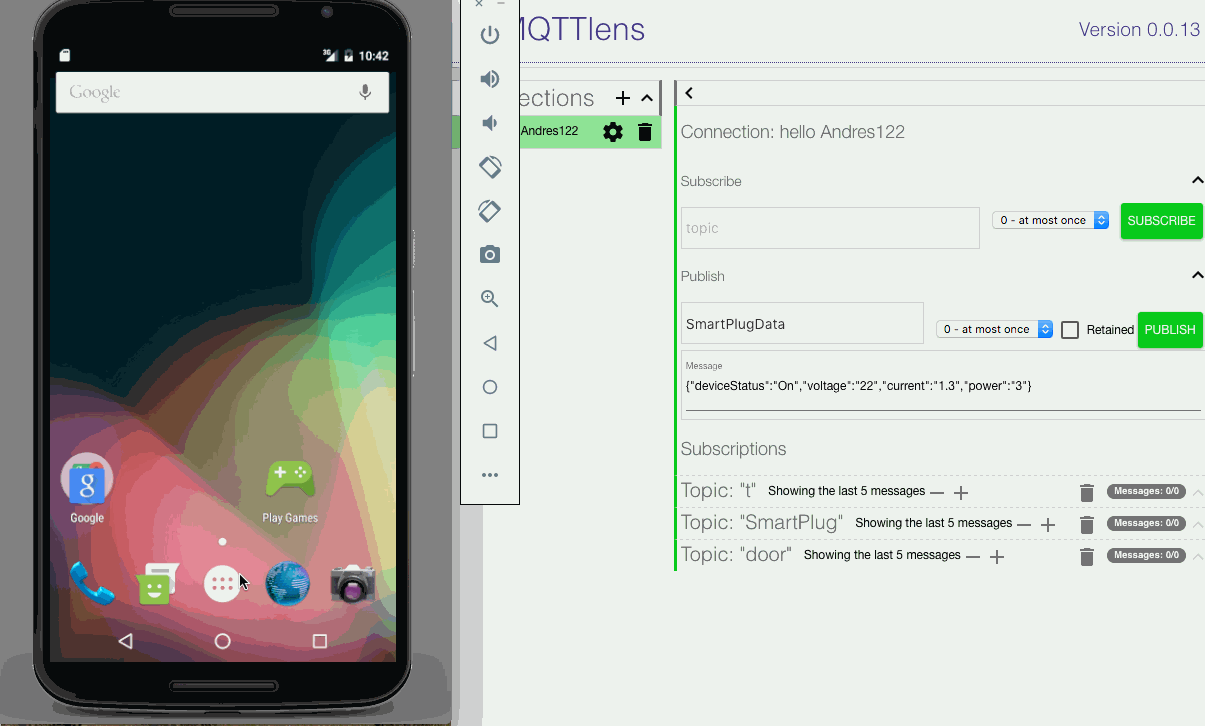 3G 10:42
Google
Google
Play Games
MQTTlens
Version 0.0.13
ections
Andres122
Connection: hello Andres122
Subscribe
topic
0 - at most once
SUBSCRIBE
Publish
SmartPlugData
0 - at most once
Retained
PUBLISH
Message
{"deviceStatus":"On","voltage":"22","current":"1.3","power":"3"}
Subscriptions
Topic: "t" Showing the last 5 messages Messages: 0/0
Topic: "SmartPlug" Showing the last 5 messages Messages: 0/0
Topic: "door" Showing the last 5 messages Messages: 0/0